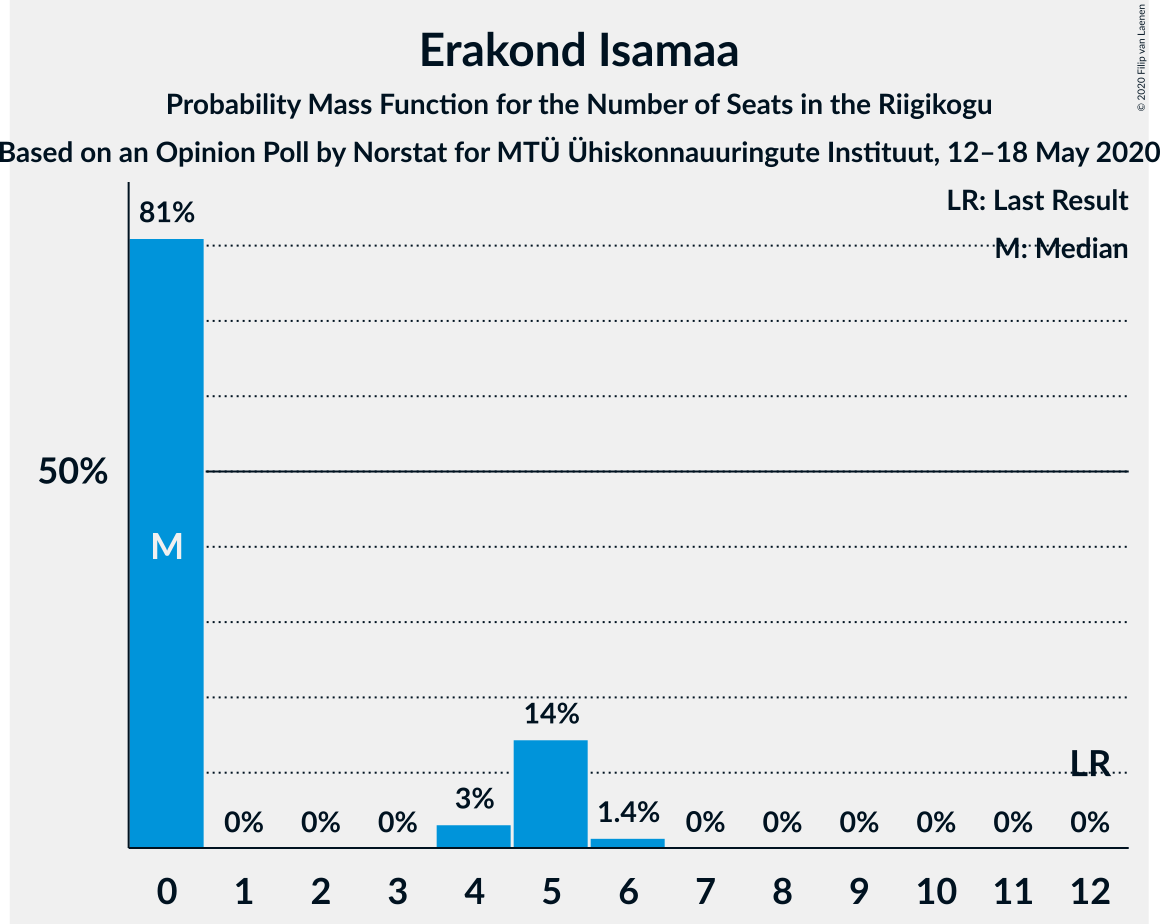 Erakond Isamaa
Probability Mass Function for the Number of Seats in the Riigikogu
Based on an Opinion Poll by Norstat for MTÜ Ühiskonnauuringute Instituut, 12–18 May 2020
© 2020 Filip van Laenen
LR: Last Result
M: Median
81%
50%
M
14%
LR
3%
1.4%
0% 0% 0% 0% 0% 0% 0% 0% 0%
0 1 2 3 4 5 6 7 8 9 10 11 12